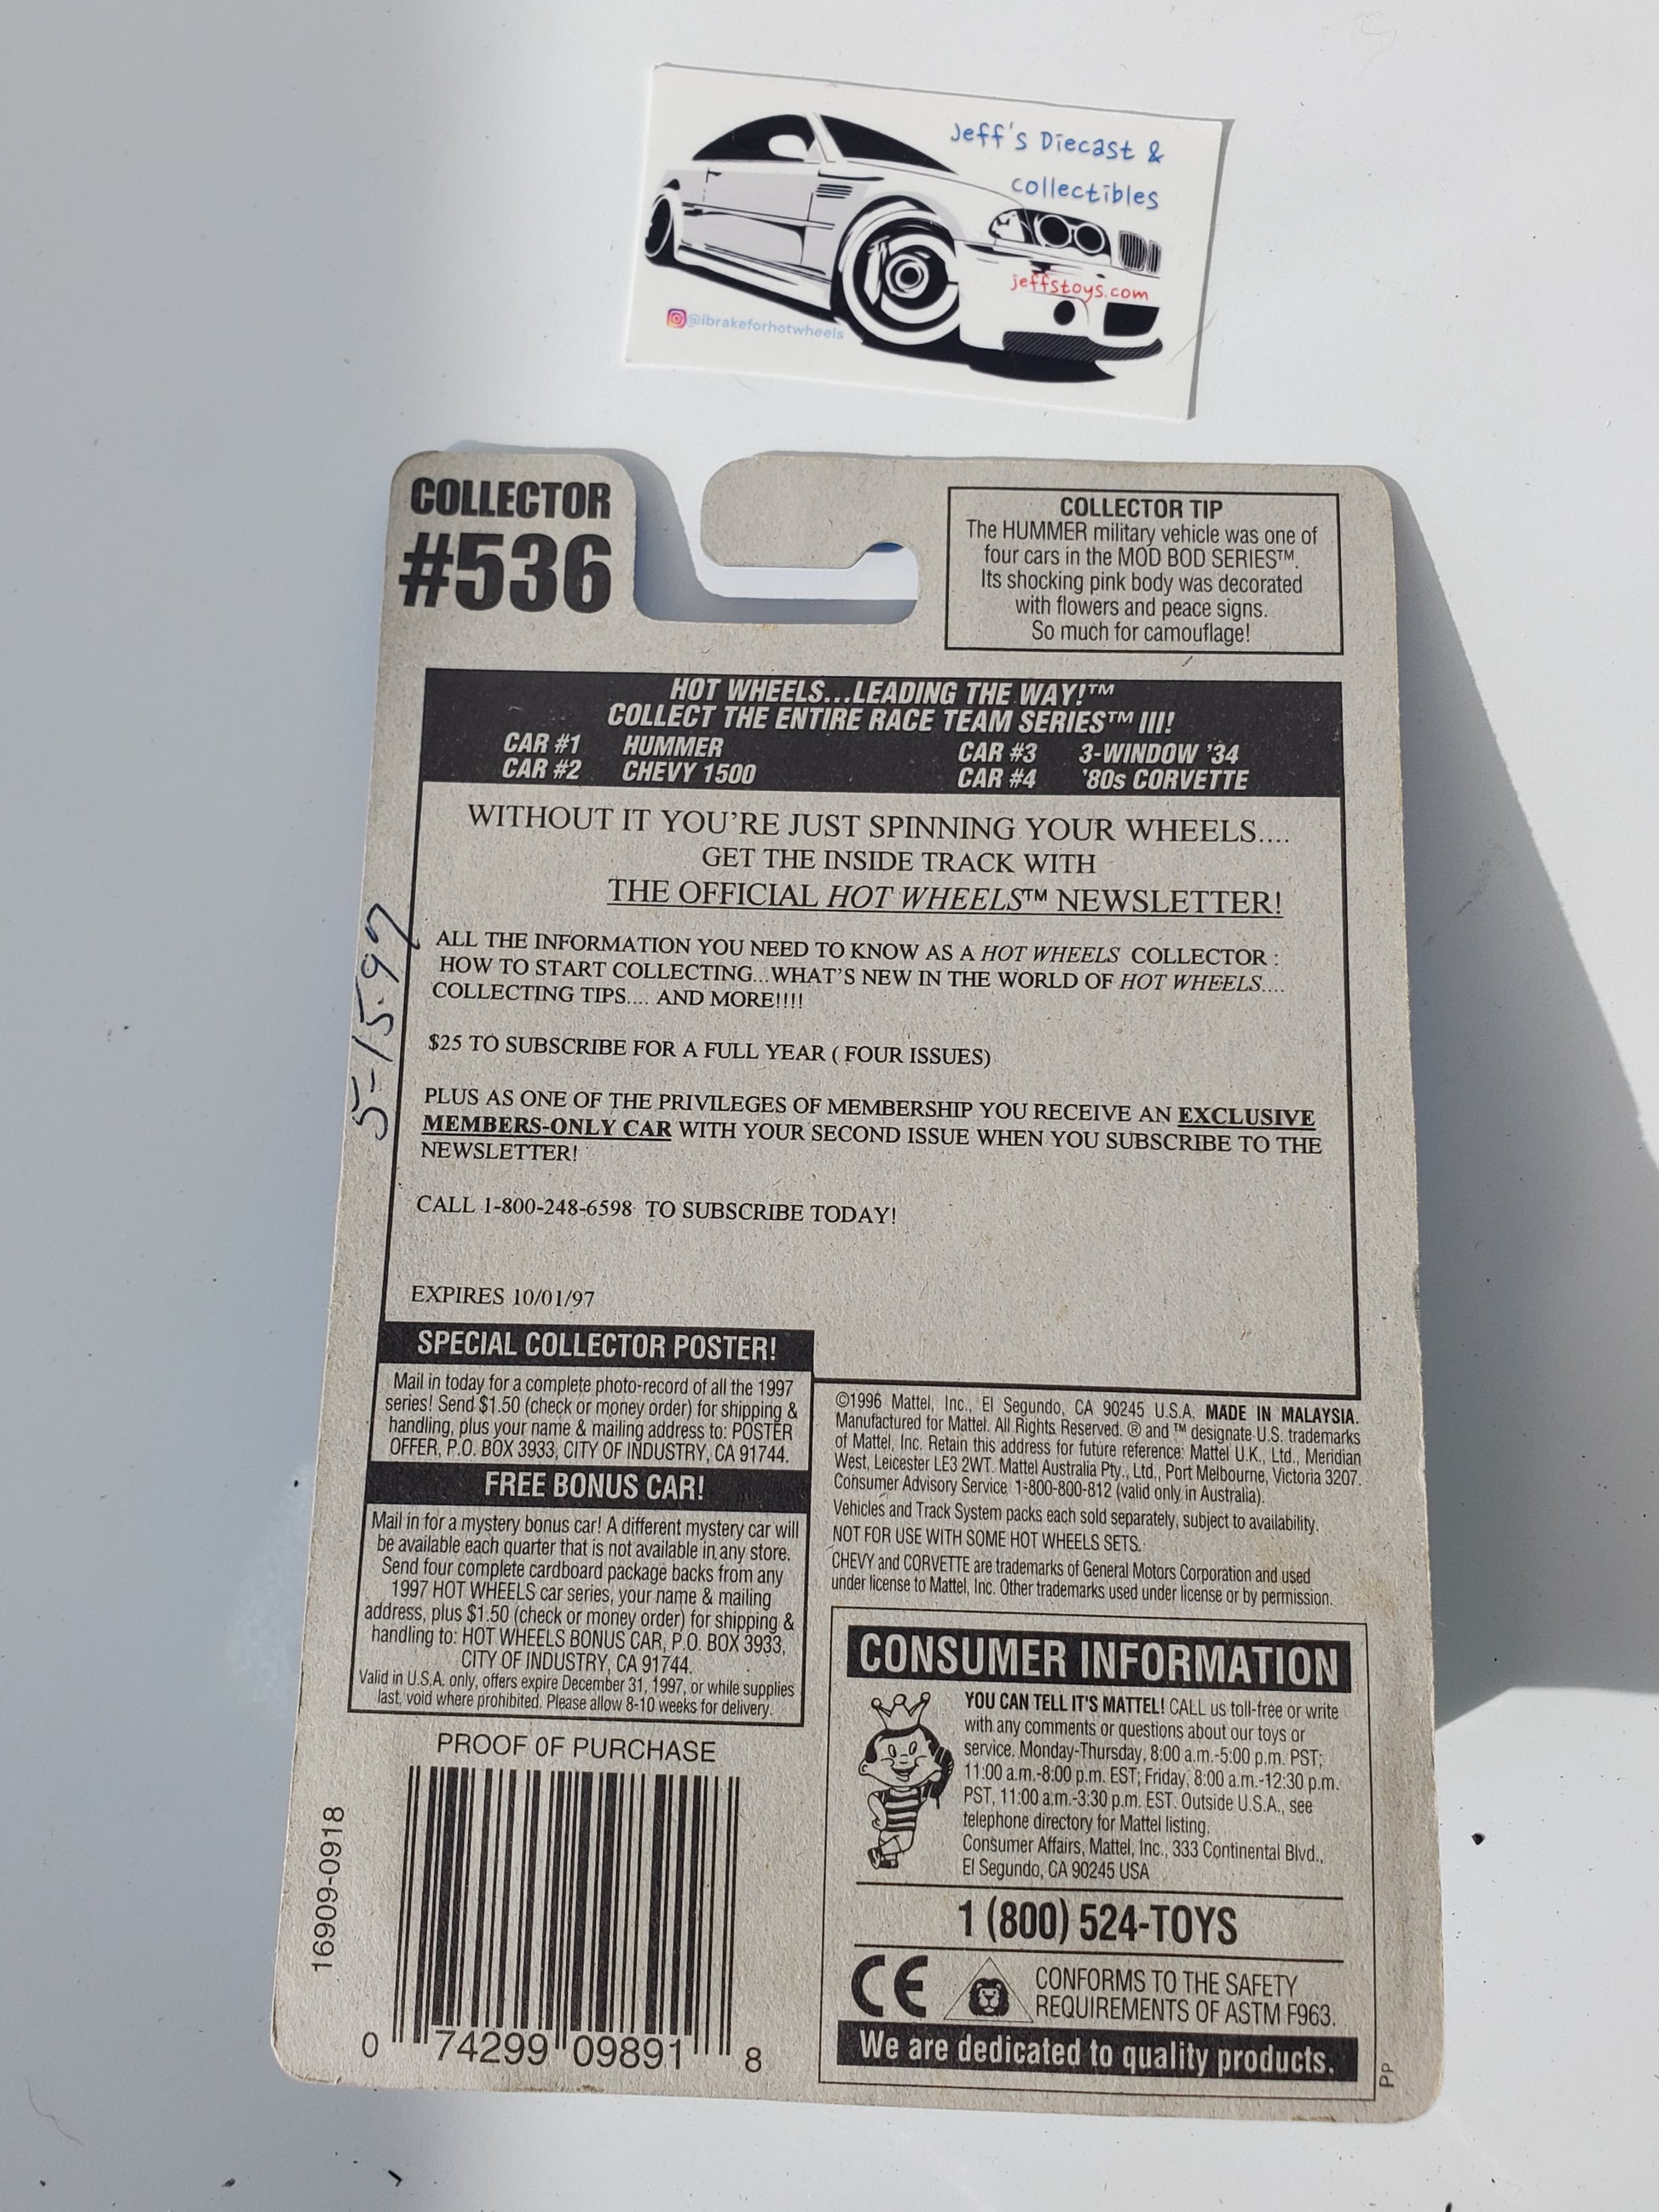 Jeff's Diecast &
collectibles
jeffstoys.com
@ibrakeforhotwheels
COLLECTOR
#536
COLLECTOR TIP
The HUMMER military vehicle was one of
four cars in the MOD BOD SERIES™.
Its shocking pink body was decorated
with flowers and peace signs.
So much for camouflage!
HOT WHEELS...LEADING THE WAY!™
COLLECT THE ENTIRE RACE TEAM SERIES™ III!
CAR #1 HUMMER CAR #3 3-WINDOW '34
CAR #2 CHEVY 1500 CAR #4 '80s CORVETTE
WITHOUT IT YOU'RE JUST SPINNING YOUR WHEELS....
GET THE INSIDE TRACK WITH
THE OFFICIAL HOT WHEELS™ NEWSLETTER!
ALL THE INFORMATION YOU NEED TO KNOW AS A HOT WHEELS COLLECTOR :
HOW TO START COLLECTING...WHAT'S NEW IN THE WORLD OF HOT WHEELS....
COLLECTING TIPS.... AND MORE!!!!
$25 TO SUBSCRIBE FOR A FULL YEAR ( FOUR ISSUES)
PLUS AS ONE OF THE PRIVILEGES OF MEMBERSHIP YOU RECEIVE AN EXCLUSIVE
MEMBERS-ONLY CAR WITH YOUR SECOND ISSUE WHEN YOU SUBSCRIBE TO THE
NEWSLETTER!
CALL 1-800-248-6598 TO SUBSCRIBE TODAY!
EXPIRES 10/01/97
5-15-97
SPECIAL COLLECTOR POSTER!
Mail in today for a complete photo-record of all the 1997
series! Send $1.50 (check or money order) for shipping &
handling, plus your name & mailing address to: POSTER
OFFER, P.O. BOX 3933, CITY OF INDUSTRY, CA 91744.
FREE BONUS CAR!
Mail in for a mystery bonus car! A different mystery car will
be available each quarter that is not available in any store.
Send four complete cardboard package backs from any
1997 HOT WHEELS car series, your name & mailing
address, plus $1.50 (check or money order) for shipping &
handling to: HOT WHEELS BONUS CAR, P.O. BOX 3933,
CITY OF INDUSTRY, CA 91744.
Valid in U.S.A. only, offers expire December 31, 1997, or while supplies
last, void where prohibited. Please allow 8-10 weeks for delivery.
PROOF OF PURCHASE
16909-0918
0 74299 09891 8
©1996 Mattel, Inc., El Segundo, CA 90245 U.S.A. MADE IN MALAYSIA.
Manufactured for Mattel. All Rights Reserved. ® and ™ designate U.S. trademarks
of Mattel, Inc. Retain this address for future reference: Mattel U.K., Ltd., Meridian
West, Leicester LE3 2WT. Mattel Australia Pty., Ltd., Port Melbourne, Victoria 3207.
Consumer Advisory Service 1-800-800-812 (valid only in Australia).
Vehicles and Track System packs each sold separately, subject to availability.
NOT FOR USE WITH SOME HOT WHEELS SETS.
CHEVY and CORVETTE are trademarks of General Motors Corporation and used
under license to Mattel, Inc. Other trademarks used under license or by permission.
CONSUMER INFORMATION
YOU CAN TELL IT'S MATTEL! CALL us toll-free or write
with any comments or questions about our toys or
service. Monday-Thursday, 8:00 a.m.-5:00 p.m. PST;
11:00 a.m.-8:00 p.m. EST; Friday, 8:00 a.m.-12:30 p.m.
PST, 11:00 a.m.-3:30 p.m. EST. Outside U.S.A., see
telephone directory for Mattel listing.
Consumer Affairs, Mattel, Inc., 333 Continental Blvd.,
El Segundo, CA 90245 USA
1 (800) 524-TOYS
CE
CONFORMS TO THE SAFETY
REQUIREMENTS OF ASTM F963.
We are dedicated to quality products.
PP